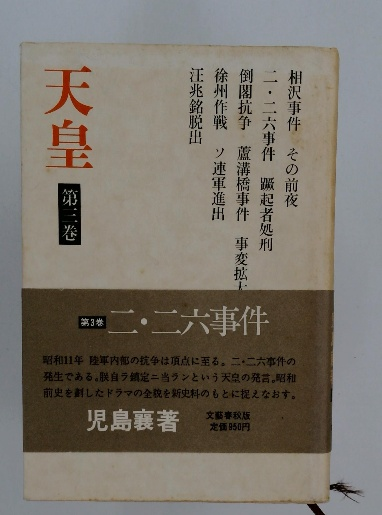 天皇
第三巻
相沢事件 その前夜
二・二六事件 蹶起者処刑
倒閣抗争 蘆溝橋事件 事変拡大
徐州作戦 ソ連軍進出
汪兆銘脱出
第3巻 二・二六事件
昭和11年 陸軍内部の抗争は頂点に至る。二・二六事件の
発生である。朕自ラ鎮定ニ当ランという天皇の発言。昭和
前史を劃したドラマの全貌を新史料のもとに捉えなおす。
児島襄著
文藝春秋版
定価950円